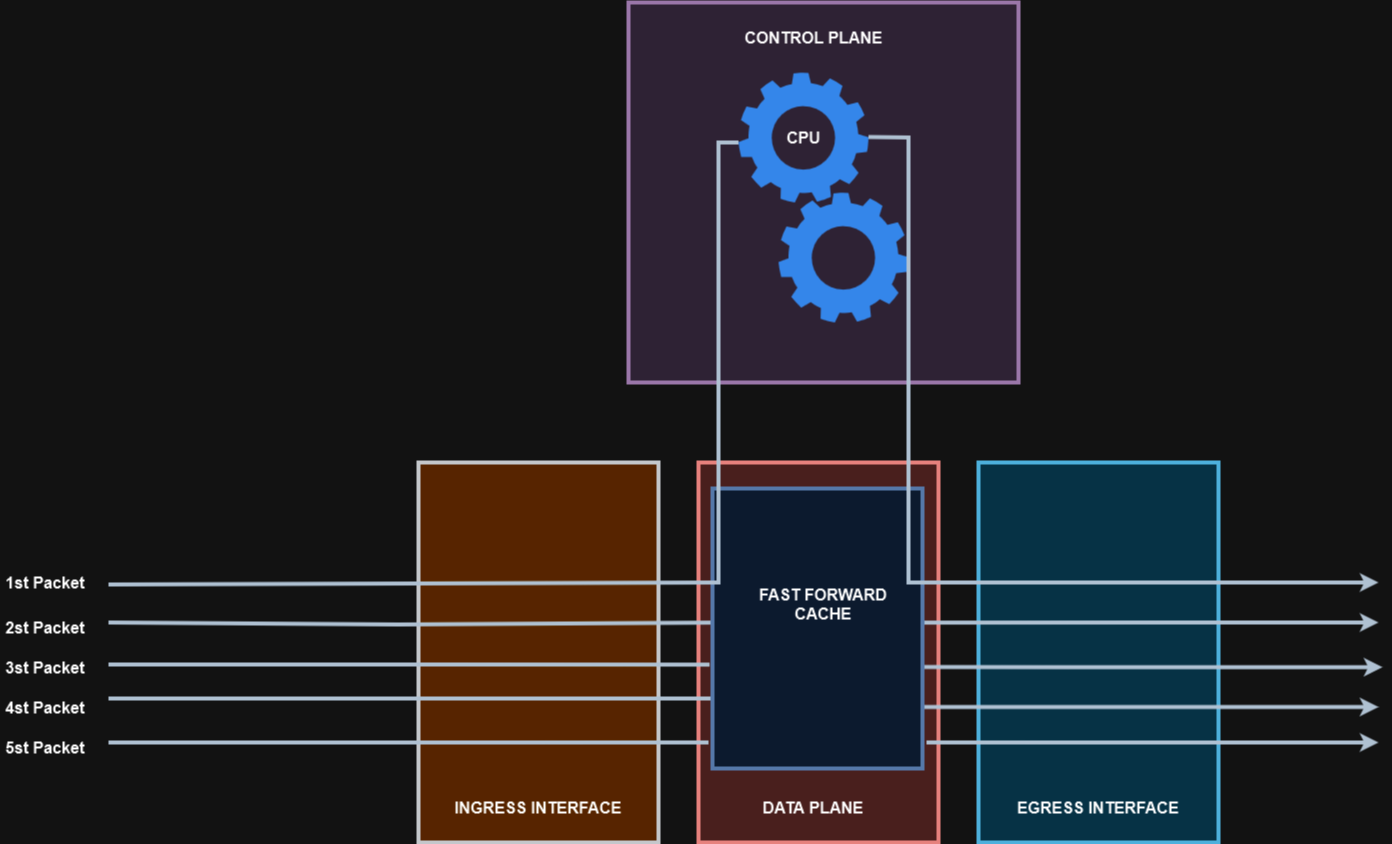 CONTROL PLANE
CPU
1st Packet
2st Packet
3st Packet
4st Packet
5st Packet
FAST FORWARD
CACHE
INGRESS INTERFACE
DATA PLANE
EGRESS INTERFACE